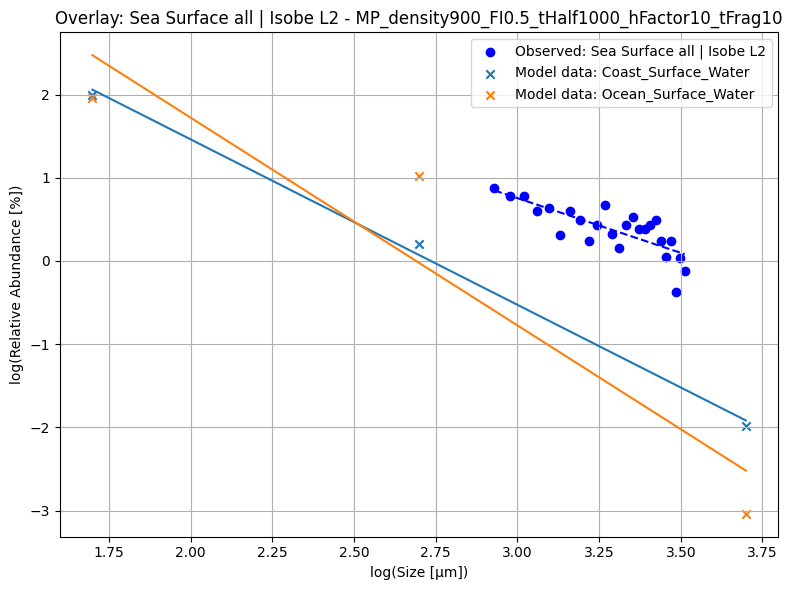 Overlay: Sea Surface all | Isobe L2 - MP_density900_FI0.5_tHalf1000_hFactor10_tFrag10
Observed: Sea Surface all | Isobe L2
Model data: Coast_Surface_Water
Model data: Ocean_Surface_Water
log(Relative Abundance [%])
2
1
0
−1
−2
−3
1.75 2.00 2.25 2.50 2.75 3.00 3.25 3.50 3.75
log(Size [μm])